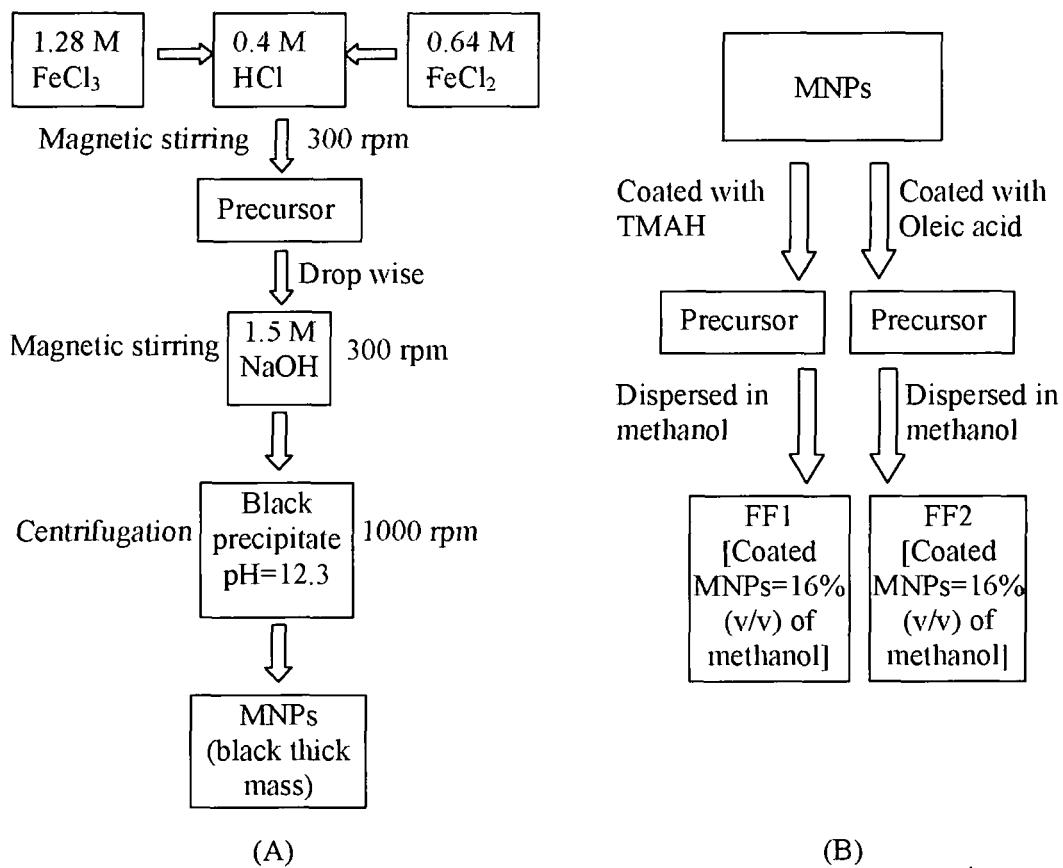 1.28 M
FeCl3
0.4 M
HCl
0.64 M
FeCl2
Magnetic stirring
300 rpm
Precursor
Drop wise
Magnetic stirring
1.5 M
NaOH
300 rpm
Centrifugation
Black
precipitate
pH=12.3
1000 rpm
MNPs
(black thick
mass)
(A)
MNPs
Coated with
TMAH
Coated with
Oleic acid
Precursor
Precursor
Dispersed in
methanol
Dispersed in
methanol
FF1
[Coated
MNPs=16%
(v/v) of
methanol]
FF2
[Coated
MNPs=16%
(v/v) of
methanol]
(B)